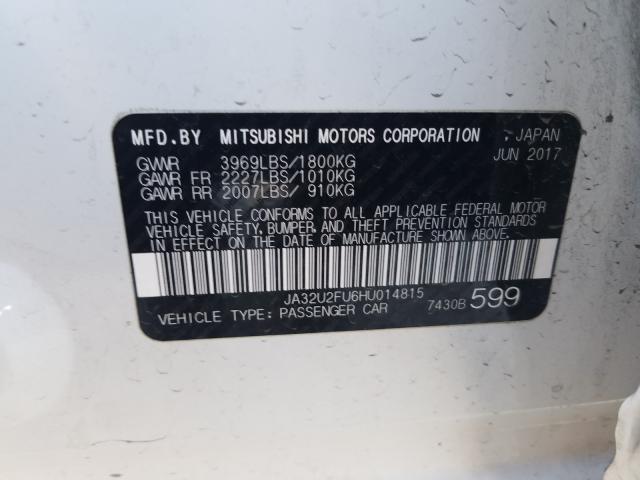 MFD.BY MITSUBISHI MOTORS CORPORATION , JAPAN
JUN 2017
GVWR 3969LBS/1800KG
GAWR FR 2227LBS/1010KG
GAWR RR 2007LBS/ 910KG
THIS VEHICLE CONFORMS TO ALL APPLICABLE FEDERAL MOTOR
VEHICLE SAFETY, BUMPER, AND THEFT PREVENTION STANDARDS
IN EFFECT ON THE DATE OF MANUFACTURE SHOWN ABOVE.
JA32U2FU6HU014815
VEHICLE TYPE: PASSENGER CAR 7430B 599